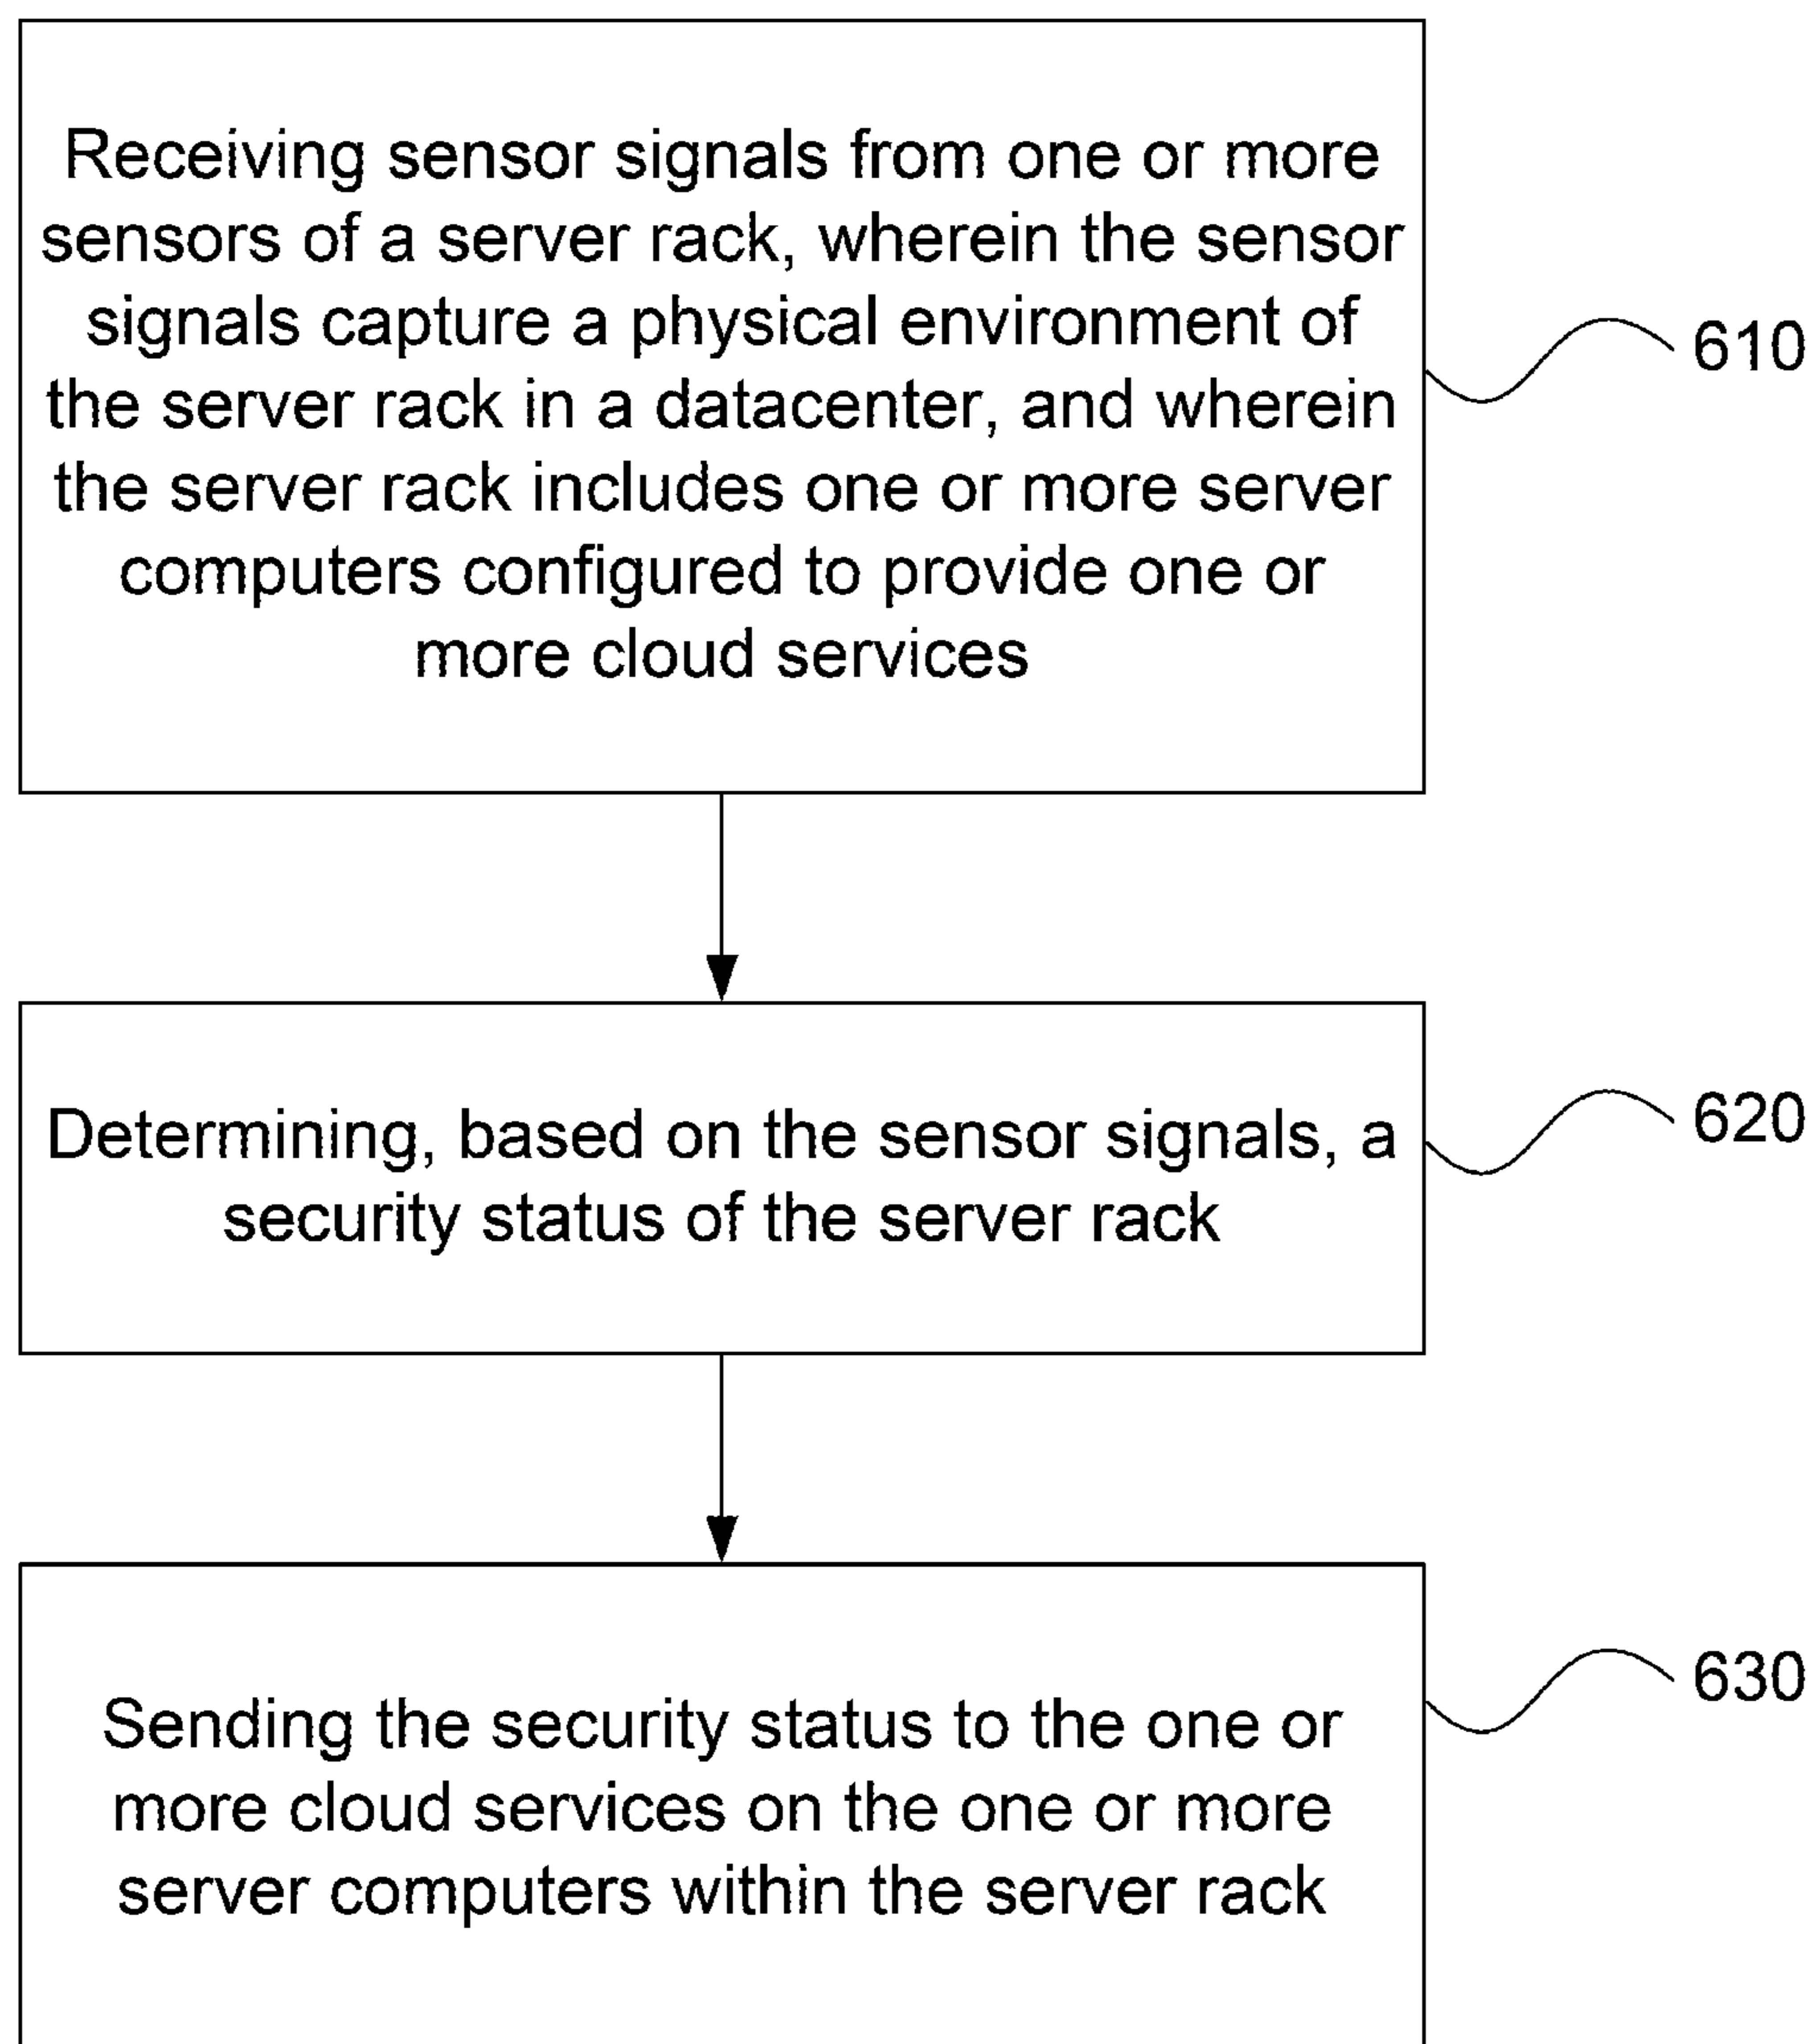 Receiving sensor signals from one or more
sensors of a server rack, wherein the sensor
signals capture a physical environment of
the server rack in a datacenter, and wherein
the server rack includes one or more server
computers configured to provide one or
more cloud services
610
Determining, based on the sensor signals, a
security status of the server rack
620
Sending the security status to the one or
more cloud services on the one or more
server computers within the server rack
630